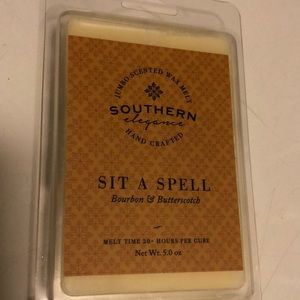 JUMBO SCENTED WAX MELT
SOUTHERN
elegance
HAND CRAFTED
SIT A SPELL
Bourbon & Butterscotch
MELT TIME 20+ HOURS PER CUBE
Net Wt. 5.0 oz